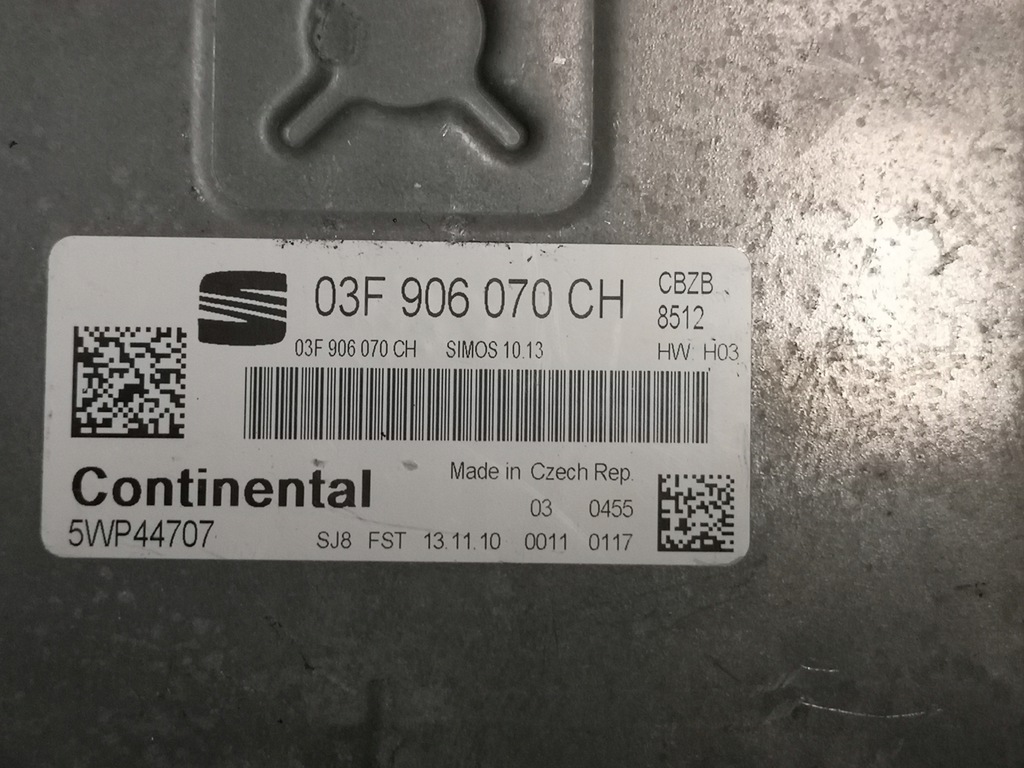 03F 906 070 CH
CBZB
8512
03F 906 070 CH SIMOS 10.13
HW H03
Continental
Made in Czech Rep.
03 0455
5WP44707
SJ8 FST 13.11.10 0011 0117